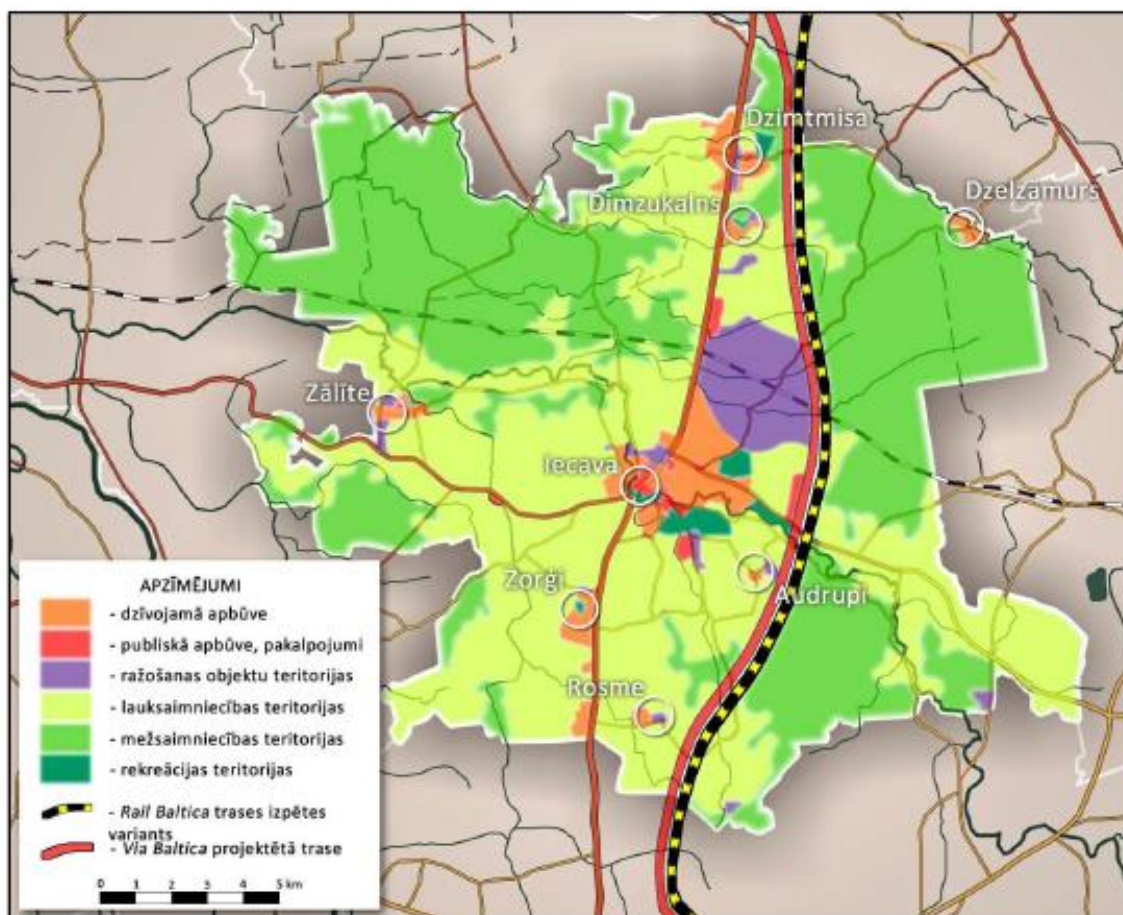 Dzimtmisa
Dzelzāmurs
Dimzukalns
Zālīte
Iecava
Zorģi
Audrupi
Rosme
APZĪMĒJUMI
- dzīvojamā apbūve
- publiskā apbūve, pakalpojumi
- ražošanas objektu teritorijas
- lauksaimniecības teritorijas
- mežsaimniecības teritorijas
- rekreācijas teritorijas
- Rail Baltica trases izpētes
variants
- Via Baltica projektētā trase
0 1 2 3 4 5 km